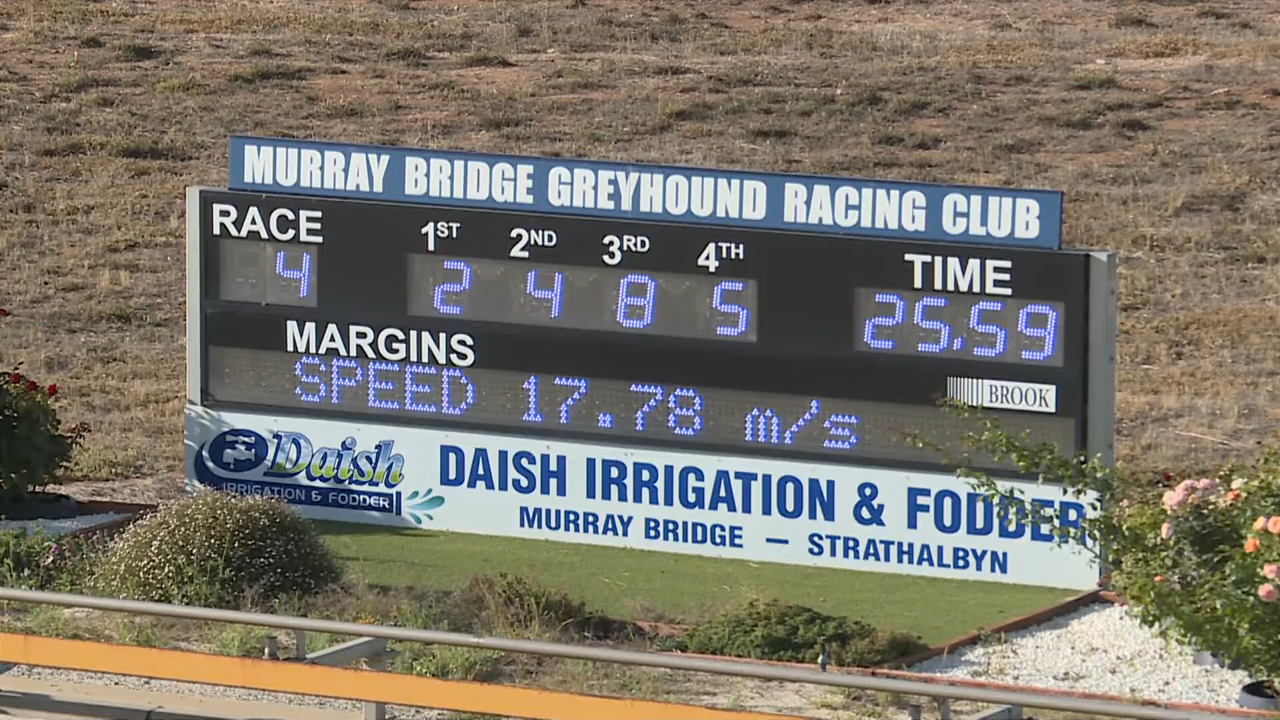 MURRAY BRIDGE GREYHOUND RACING CLUB
RACE 1ST 2ND 3RD 4TH TIME
4 2 4 8 5 25.59
MARGINS
BROOK
SPEED 17.78 m/s
Daish
IRRIGATION & FODDER
DAISH IRRIGATION & FODDER
MURRAY BRIDGE – STRATHALBYN